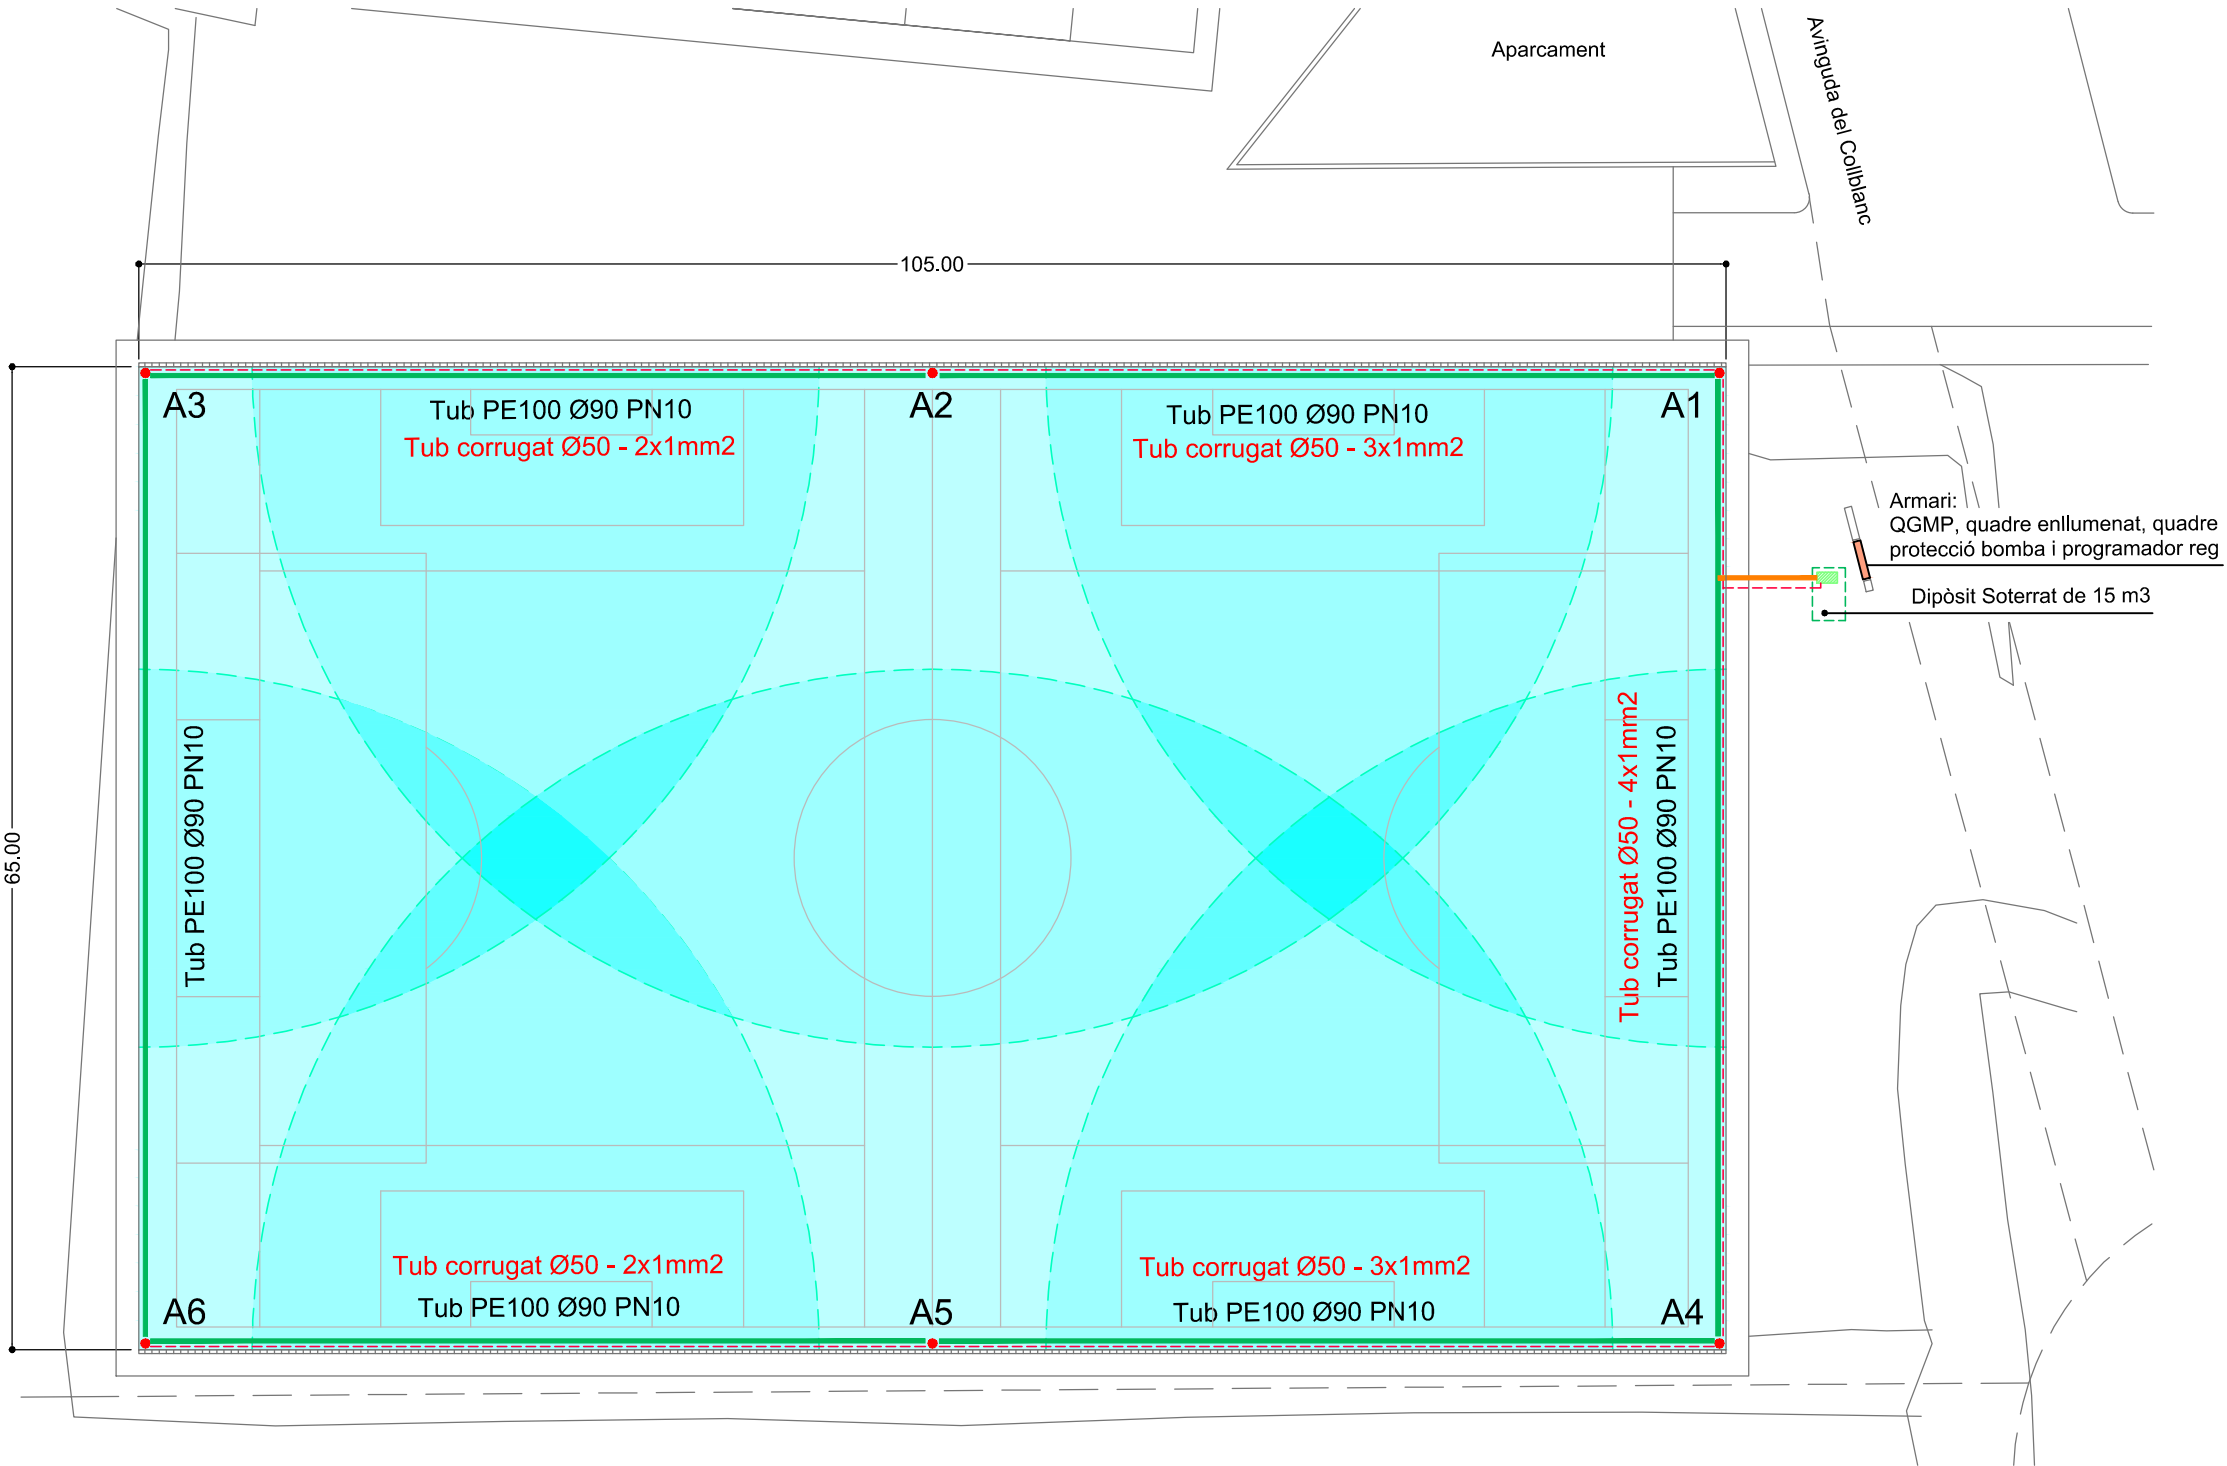 Aparcament
Avinguda del Collblanc
105.00
A3
Tub PE100 Ø90 PN10
Tub corrugat Ø50 - 2x1mm2
A2
Tub PE100 Ø90 PN10
Tub corrugat Ø50 - 3x1mm2
A1
Armari:
QGMP, quadre enllumenat, quadre
protecció bomba i programador reg
Dipòsit Soterrat de 15 m3
65.00
Tub PE100 Ø90 PN10
Tub corrugat Ø50 - 4x1mm2
Tub PE100 Ø90 PN10
A6
Tub corrugat Ø50 - 2x1mm2
Tub PE100 Ø90 PN10
A5
Tub corrugat Ø50 - 3x1mm2
Tub PE100 Ø90 PN10
A4